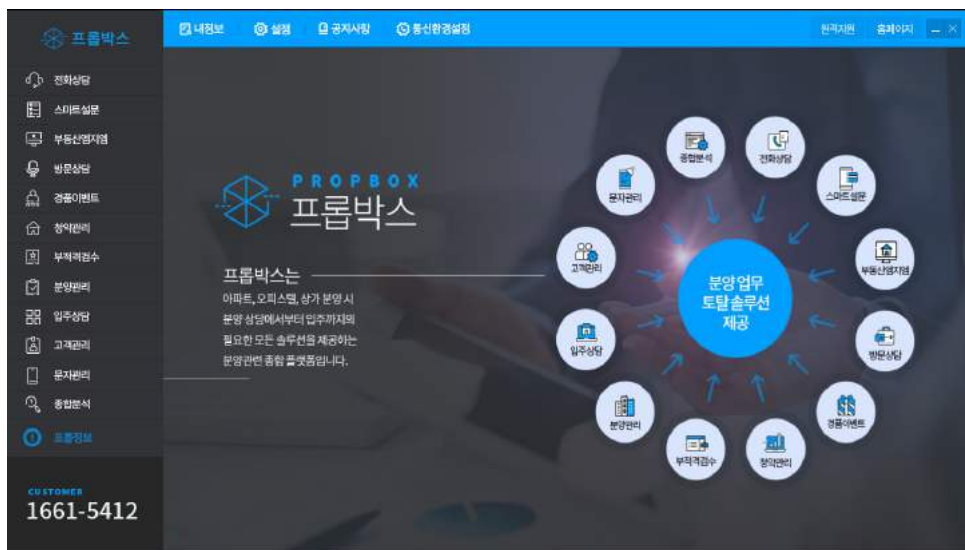 프롭박스
내정보
설정
공지사항
통신환경설정
원격지원
홈페이지
전화상담
스마트설문
부동산엠지엠
방문상담
경품이벤트
청약관리
부적격검수
분양관리
입주상담
고객관리
문자관리
종합분석
프롭정보
CUSTOMER
1661-5412
PROPBOX
프롭박스
프롭박스는
아파트, 오피스텔, 상가 분양 시
분양 상담에서부터 입주까지의
필요한 모든 솔루션을 제공하는
분양관련 종합 플랫폼입니다.
종합분석
전화상담
문자관리
스마트설문
고객관리
부동산엠지엠
분양 업무
토탈 솔루션
제공
입주상담
방문상담
분양관리
경품이벤트
부적격검수
청약관리